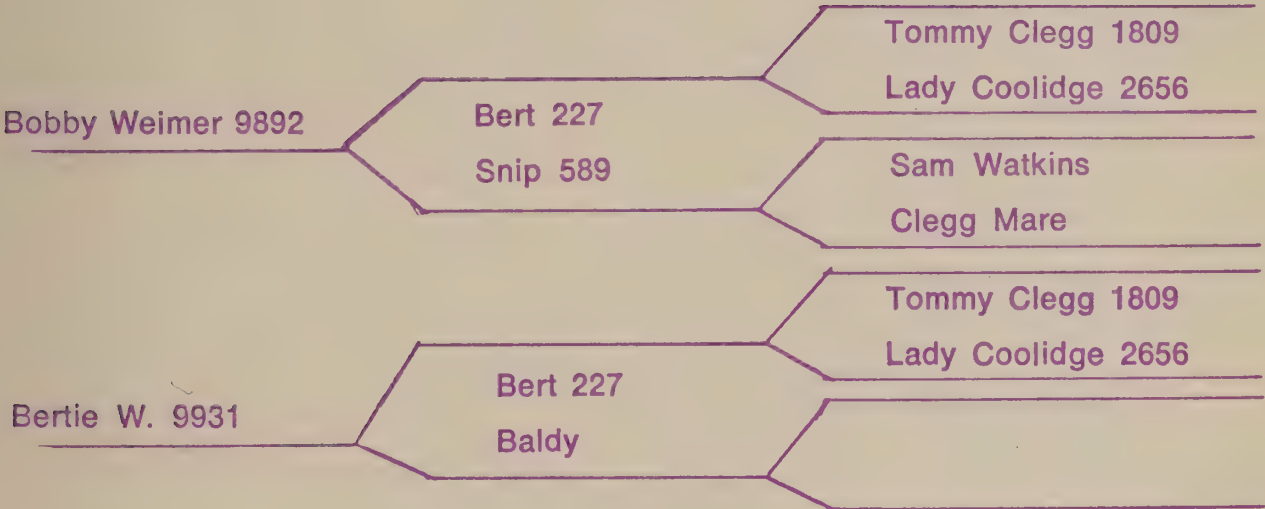 Tommy Clegg 1809
Lady Coolidge 2656
Bobby Weimer 9892
Bert 227
Snip 589
Sam Watkins
Clegg Mare
Tommy Clegg 1809
Lady Coolidge 2656
Bertie W. 9931
Bert 227
Baldy